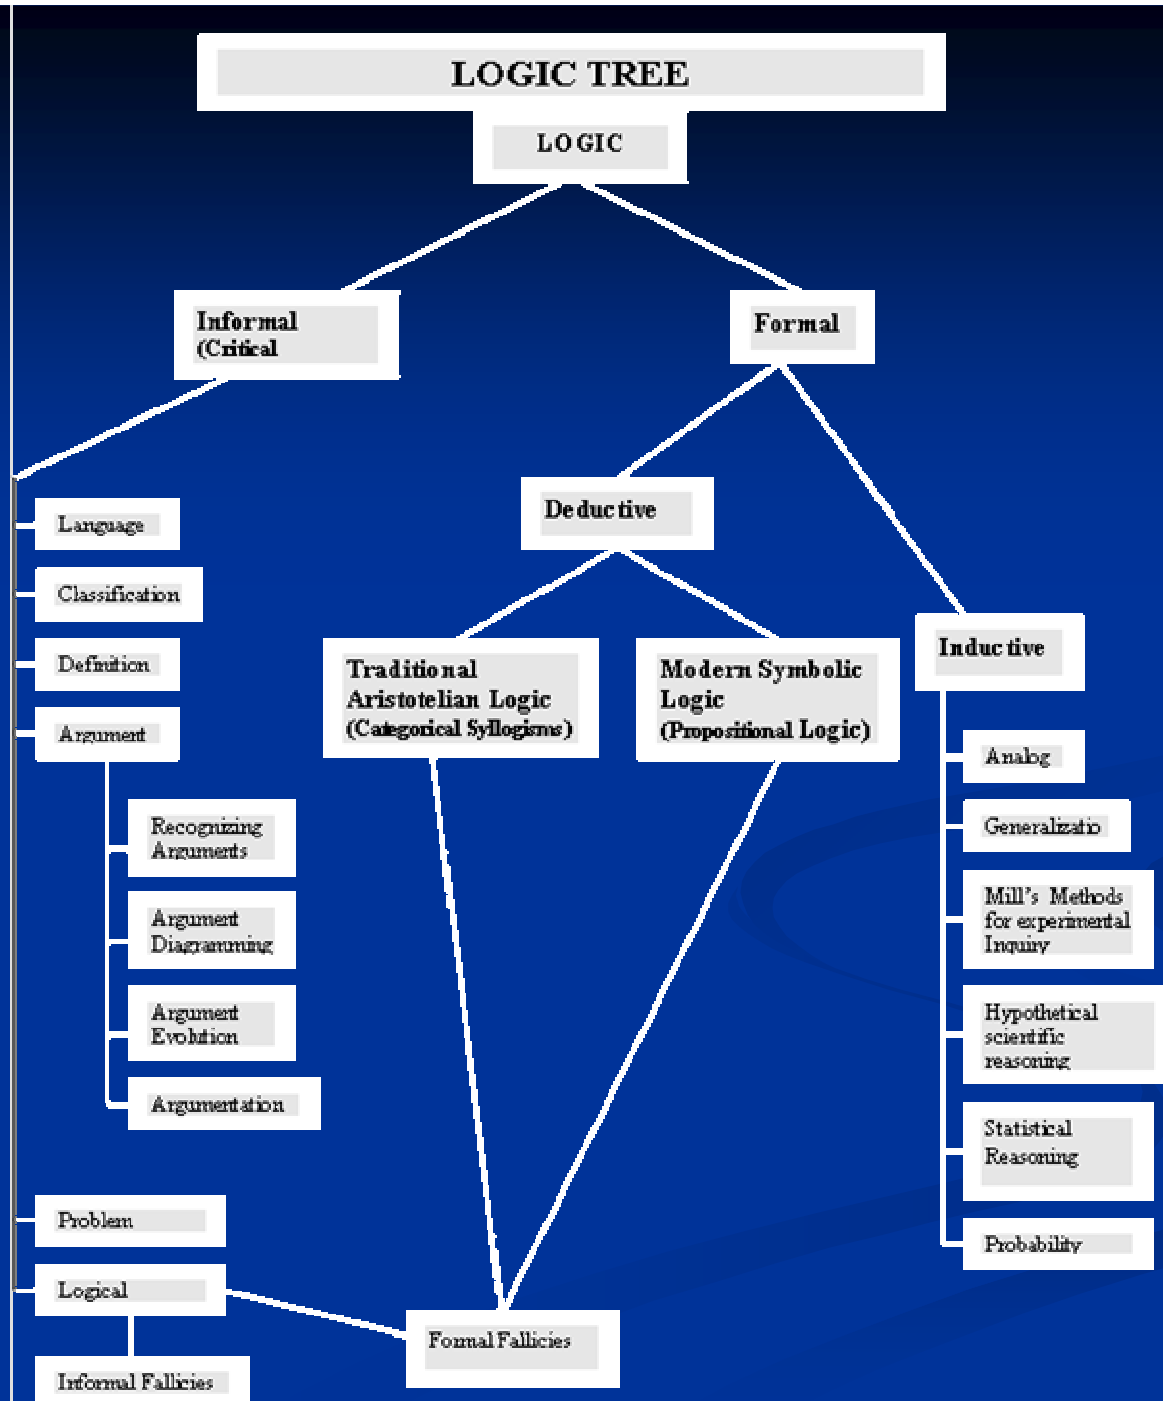 LOGIC TREE
LOGIC
Informal
(Critical
Formal
Deductive
Inductive
Traditional
Aristotelian Logic
(Categorical Syllogisms)
Modern Symbolic
Logic
(Propositional Logic)
Language
Classification
Definition
Argument
Recognizing
Arguments
Argument
Diagramming
Argument
Evolution
Argumentation
Problem
Logical
Informal Fallicies
Formal Fallicies
Analog
Generalizatio
Mill's Methods
for experimental
Inquiry
Hypothetical
scientific
reasoning
Statistical
Reasoning
Probability